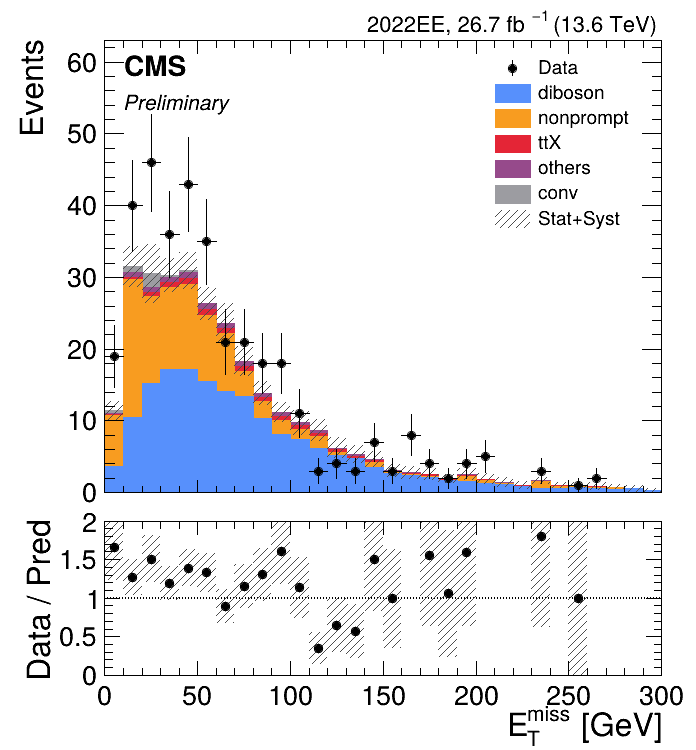 2022EE, 26.7 fb⁻¹ (13.6 TeV)
CMS
Preliminary
Events
60
50
40
30
20
10
0
Data
diboson
nonprompt
ttX
others
conv
Stat+Syst
Data / Pred
2
1.5
1
0.5
0
0 50 100 150 200 250 300
E_T^miss [GeV]